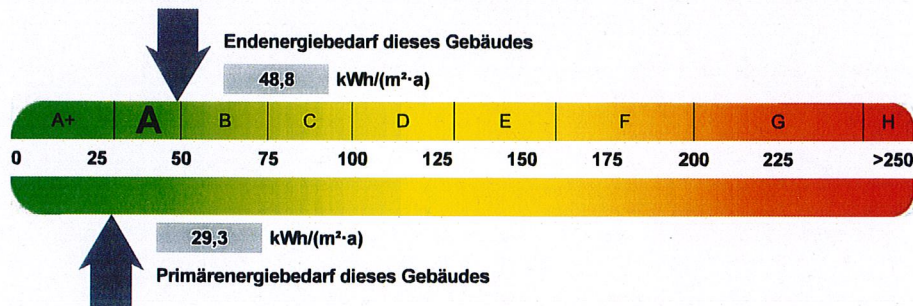 Endenergiebedarf dieses Gebäudes
48,8 kWh/(m²·a)
A+ A B C D E F G H
0 25 50 75 100 125 150 175 200 225 >250
29,3 kWh/(m²·a)
Primärenergiebedarf dieses Gebäudes